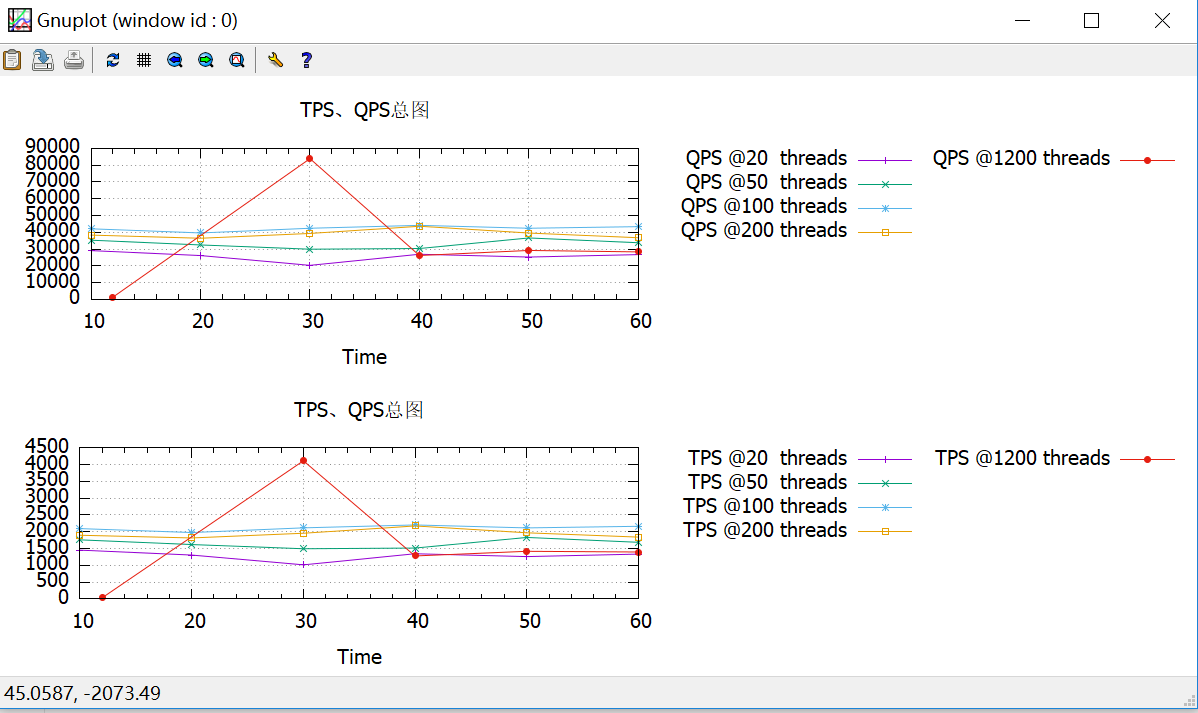 Gnuplot (window id : 0)
TPS、QPS总图
90000
80000
70000
60000
50000
40000
30000
20000
10000
0
10 20 30 40 50 60
Time
QPS @20  threads
QPS @50  threads
QPS @100 threads
QPS @200 threads
QPS @1200 threads
TPS、QPS总图
4500
4000
3500
3000
2500
2000
1500
1000
500
0
10 20 30 40 50 60
Time
TPS @20  threads
TPS @50  threads
TPS @100 threads
TPS @200 threads
TPS @1200 threads
45.0587, -2073.49